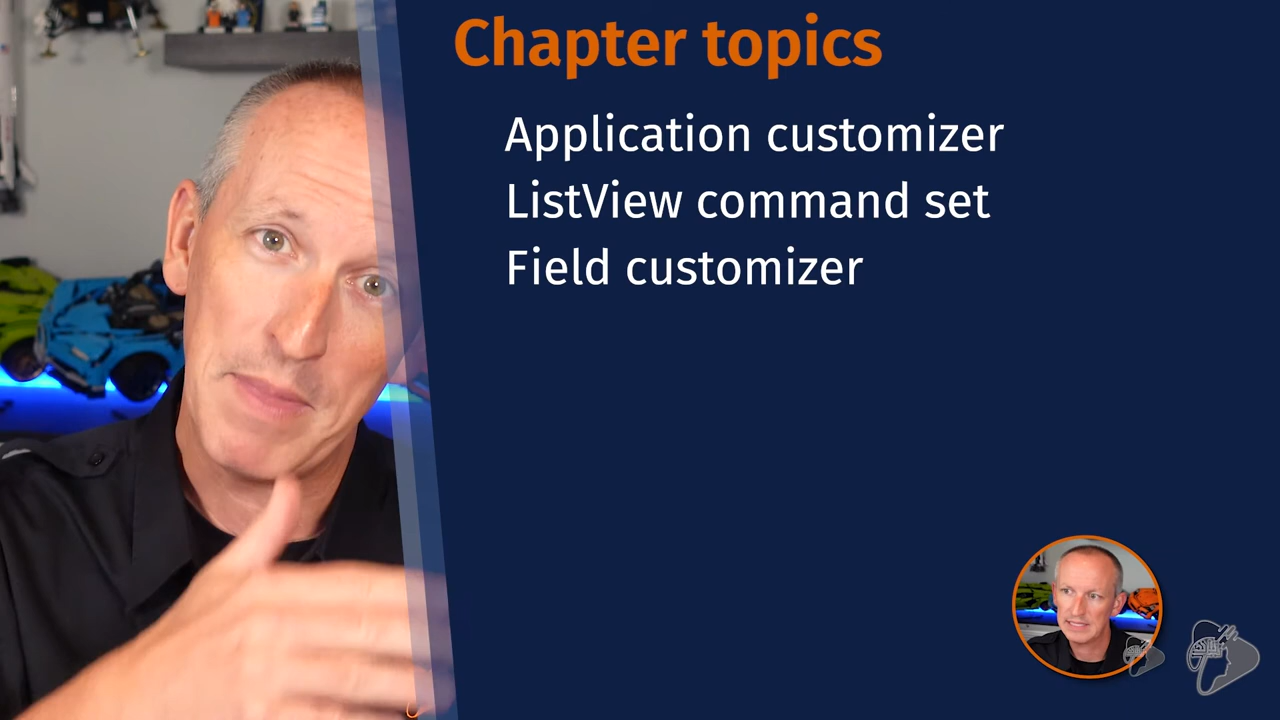 Chapter topics
Application customizer
ListView command set
Field customizer